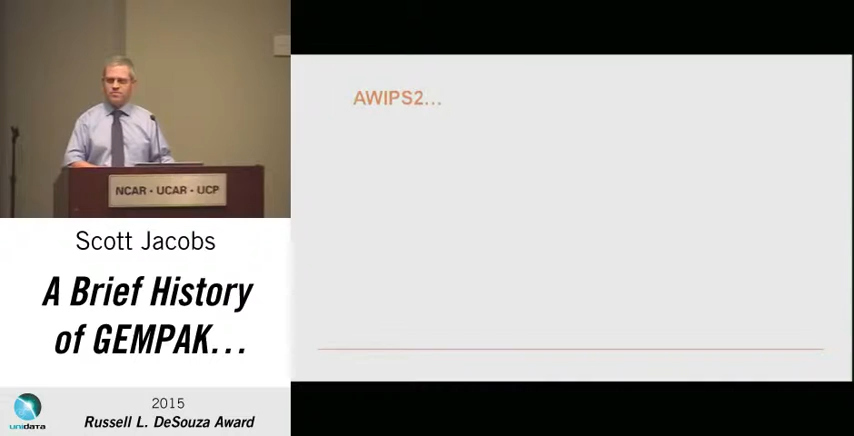 AWIPS2...
NCAR • UCAR • UCP
Scott Jacobs
A Brief History
of GEMPAK...
unidata
2015
Russell L. DeSouza Award